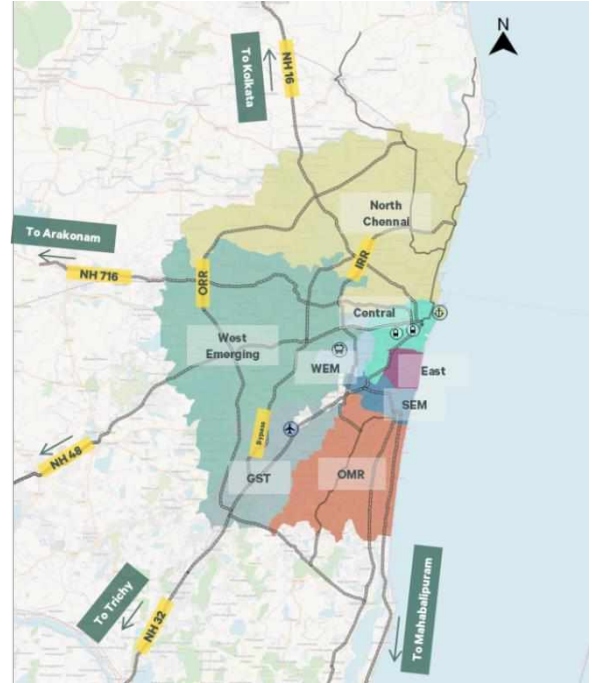 N
To Kolkata
NH 16
North
Chennai
To Arakonam
NH 716
ORR
IRR
Central
West
Emerging
WEM
East
SEM
Bypass
NH 48
GST
OMR
To Trichy
NH 32
To Mahabalipuram